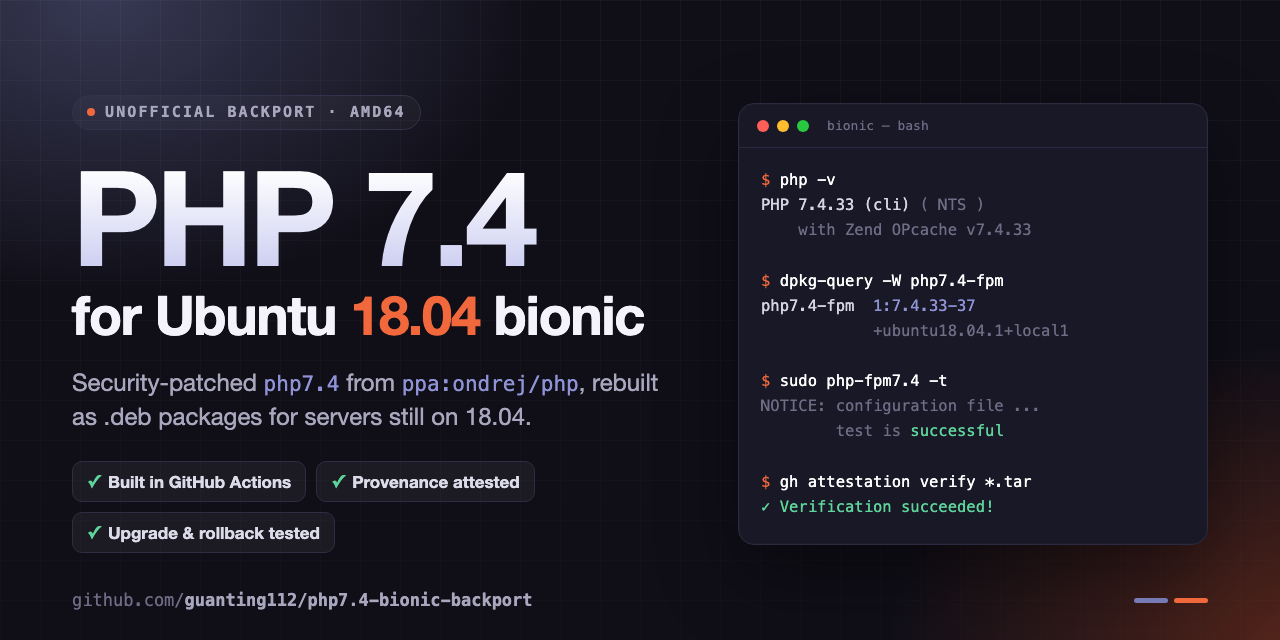 UNOFFICIAL BACKPORT · AMD64
PHP 7.4
for Ubuntu 18.04 bionic
Security-patched php7.4 from ppa:ondrej/php, rebuilt
as .deb packages for servers still on 18.04.
✓ Built in GitHub Actions
✓ Provenance attested
✓ Upgrade & rollback tested
github.com/guanting112/php7.4-bionic-backport
bionic — bash
$ php -v
PHP 7.4.33 (cli) ( NTS )
with Zend OPcache v7.4.33
$ dpkg-query -W php7.4-fpm
php7.4-fpm 1:7.4.33-37
+ubuntu18.04.1+local1
$ sudo php-fpm7.4 -t
NOTICE: configuration file ...
test is successful
$ gh attestation verify *.tar
✓ Verification succeeded!